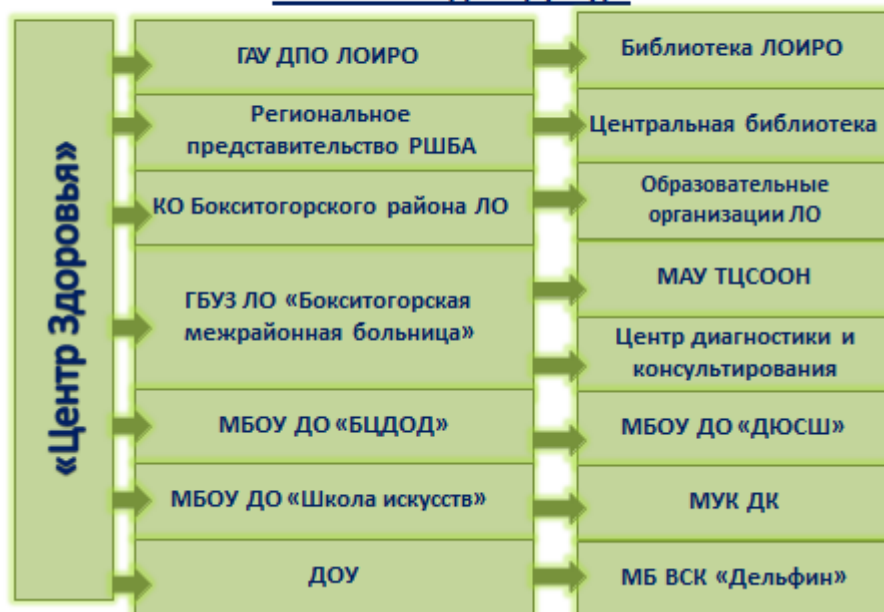 «Центр Здоровья»
ГАУ ДПО ЛОИРО
Региональное
представительство РШБА
КО Бокситогорского района ЛО
ГБУЗ ЛО «Бокситогорская
межрайонная больница»
МБОУ ДО «БЦДОД»
МБОУ ДО «Школа искусств»
ДОУ
Библиотека ЛОИРО
Центральная библиотека
Образовательные
организации ЛО
МАУ ТЦСООН
Центр диагностики и
консультирования
МБОУ ДО «ДЮСШ»
МУК ДК
МБ ВСК «Дельфин»